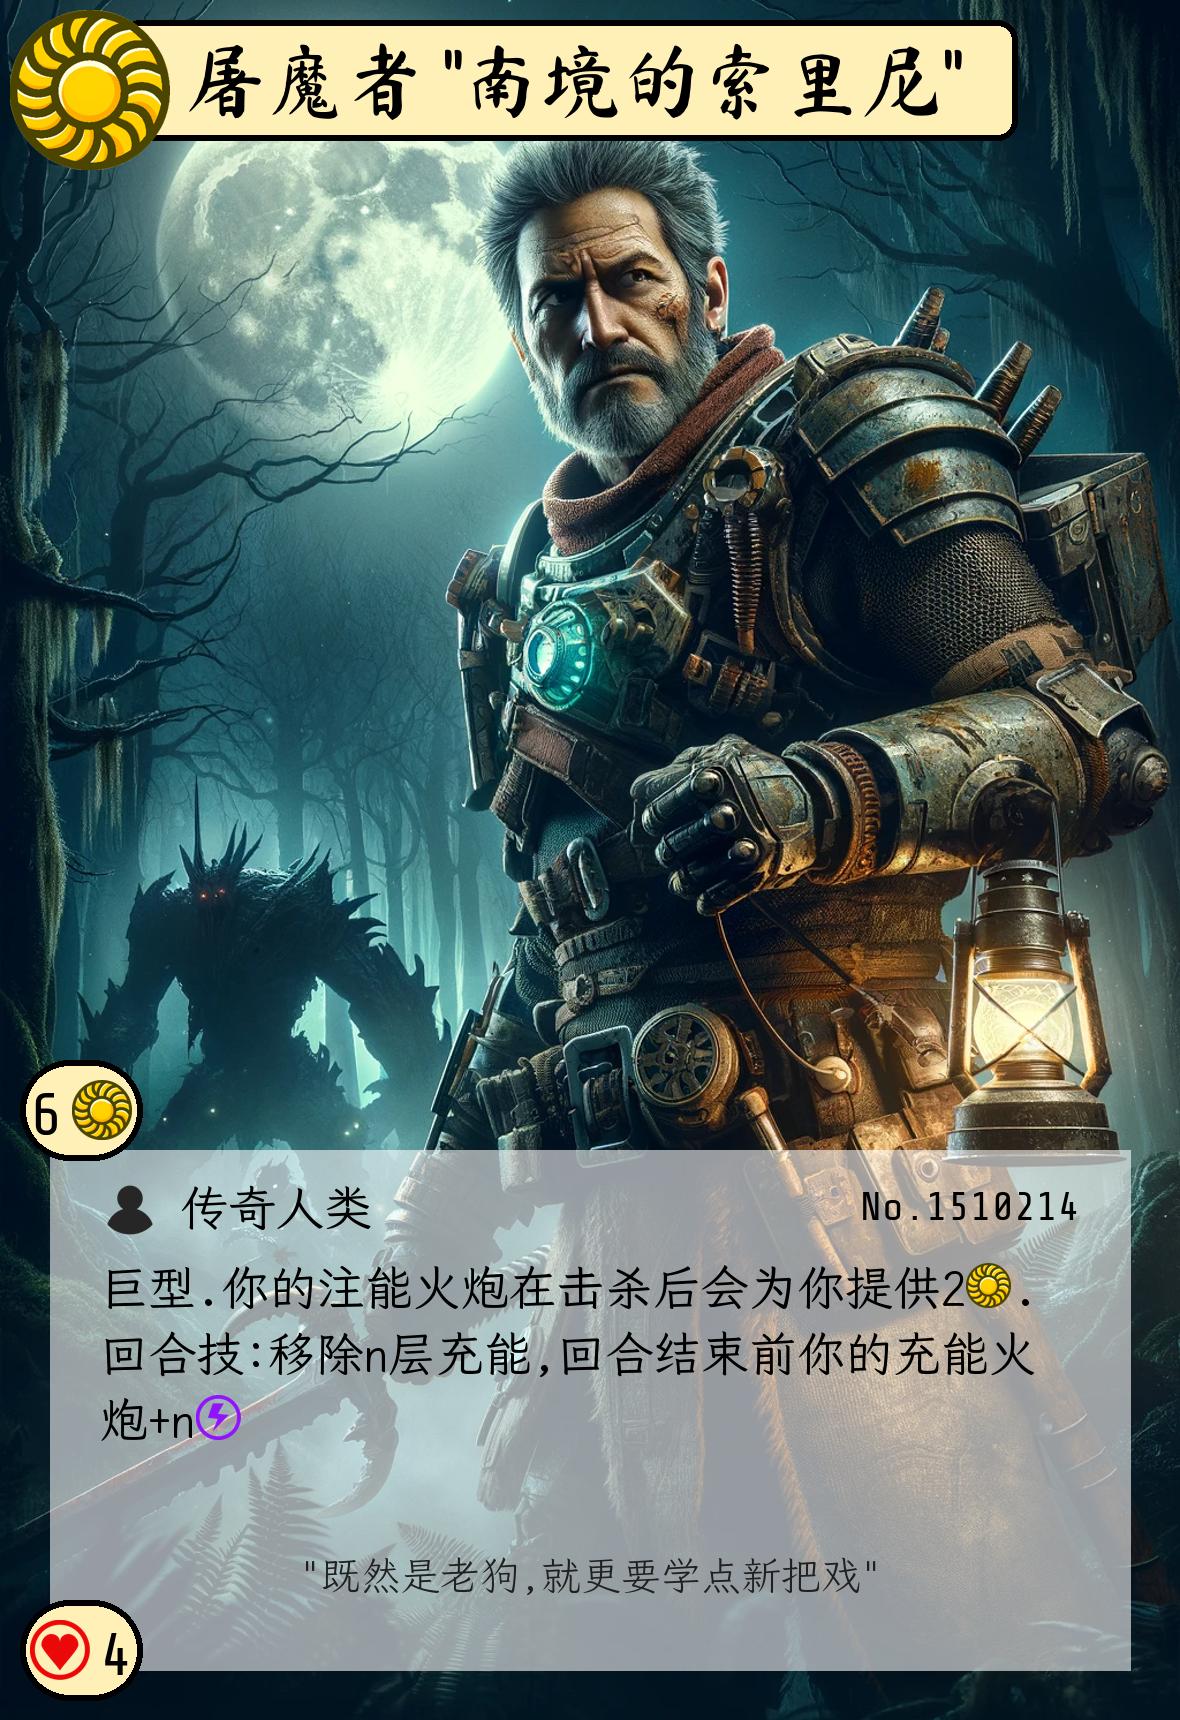 屠魔者"南境的索里尼"
6
传奇人类
No.1510214
巨型.你的注能火炮在击杀后会为你提供2.
回合技:移除n层充能,回合结束前你的充能火
炮+n
"既然是老狗,就更要学点新把戏"
4